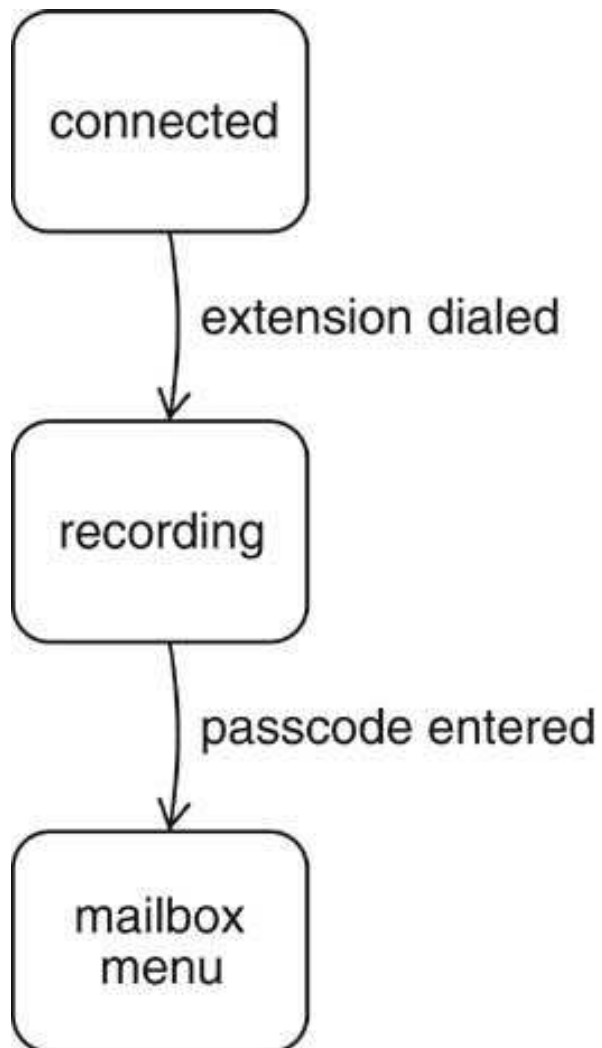 connected
extension dialed
recording
passcode entered
mailbox
menu